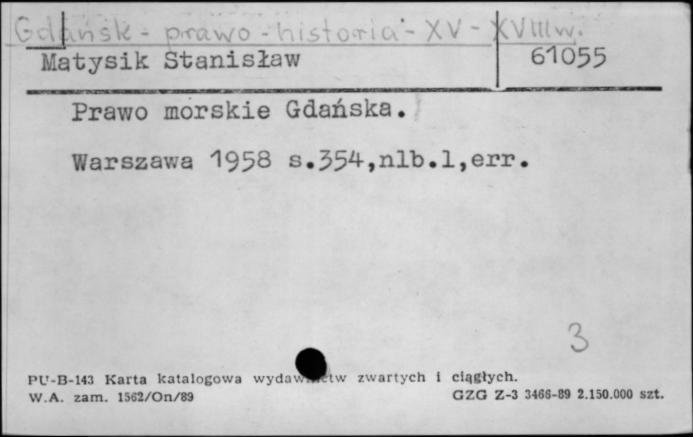 Gdańsk - prawo - historia - XV - XVIII w.
Matysik Stanisław 61055
Prawo morskie Gdańska.
Warszawa 1958 s.354,nlb.1,err.
3
PU-B-143 Karta katalogowa wydawnictw zwartych i ciągłych.
W.A. zam. 1562/On/89 GZG Z-3 3466-89 2.150.000 szt.